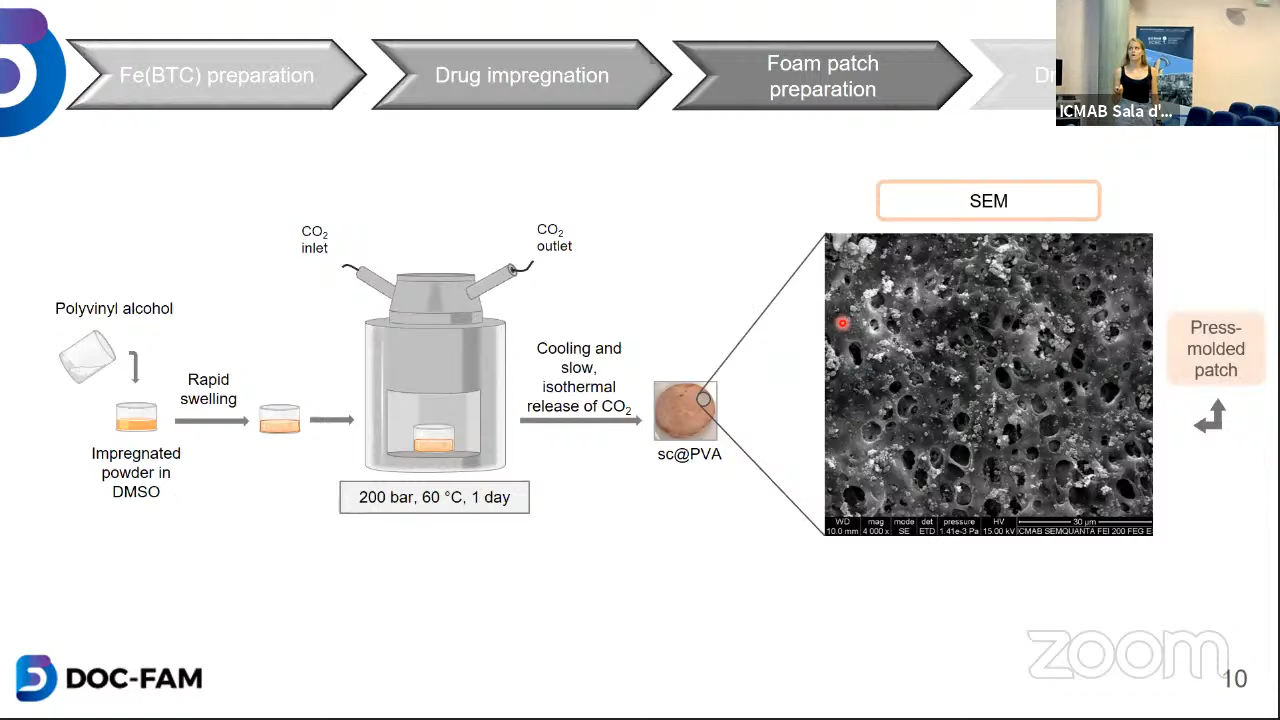 Fe(BTC) preparation
Drug impregnation
Foam patch
preparation
Dr
ICMAB Sala d'...
SEM
CO2
inlet
CO2
outlet
Polyvinyl alcohol
Rapid
swelling
Impregnated
powder in
DMSO
200 bar, 60 °C, 1 day
Cooling and
slow,
isothermal
release of CO2
sc@PVA
Press-
molded
patch
WD mag mode det pressure HV 30 µm
10.0 mm 4 000 x SE ETD 1.41e-3 Pa 15.00 kV ICMAB SEMQUANTA FEI 200 FEG E
DOC-FAM
zoom
10